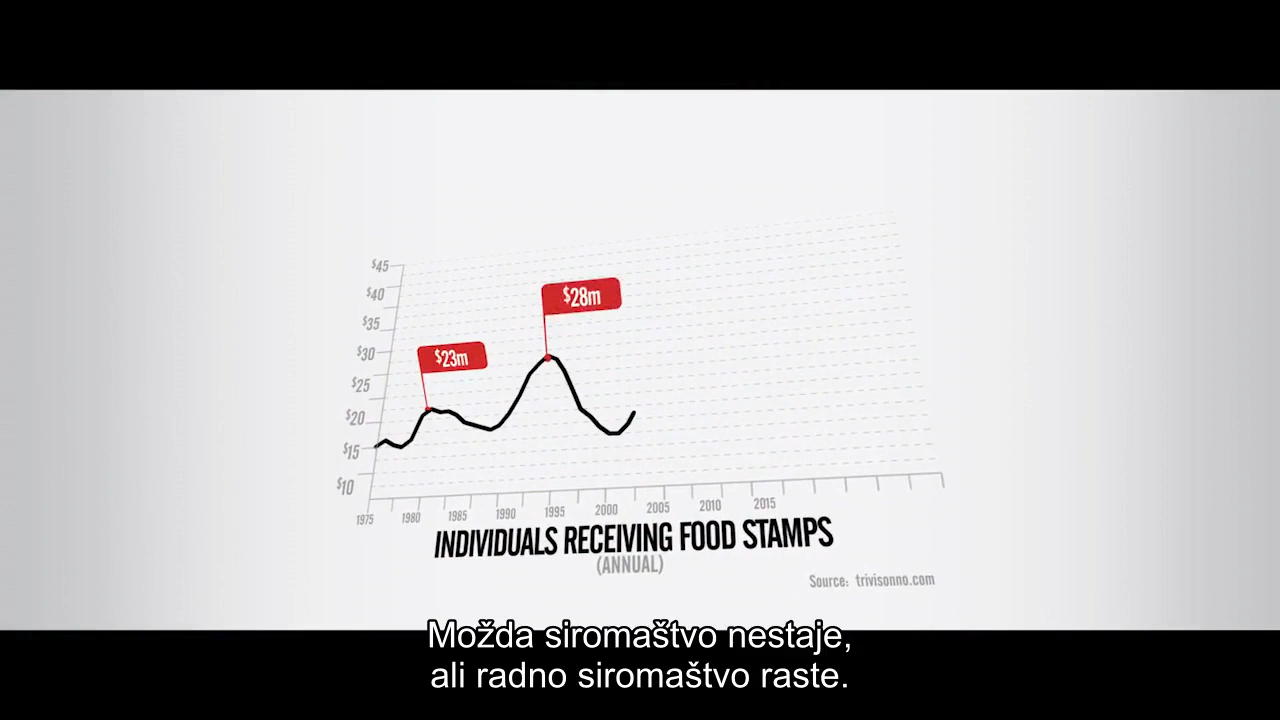 $45
$40
$35
$30
$25
$20
$15
$10
$23m
$28m
1975 1980 1985 1990 1995 2000 2005 2010 2015
INDIVIDUALS RECEIVING FOOD STAMPS
(ANNUAL)
Source: trivisonno.com
Možda siromaštvo nestaje,
ali radno siromaštvo raste.